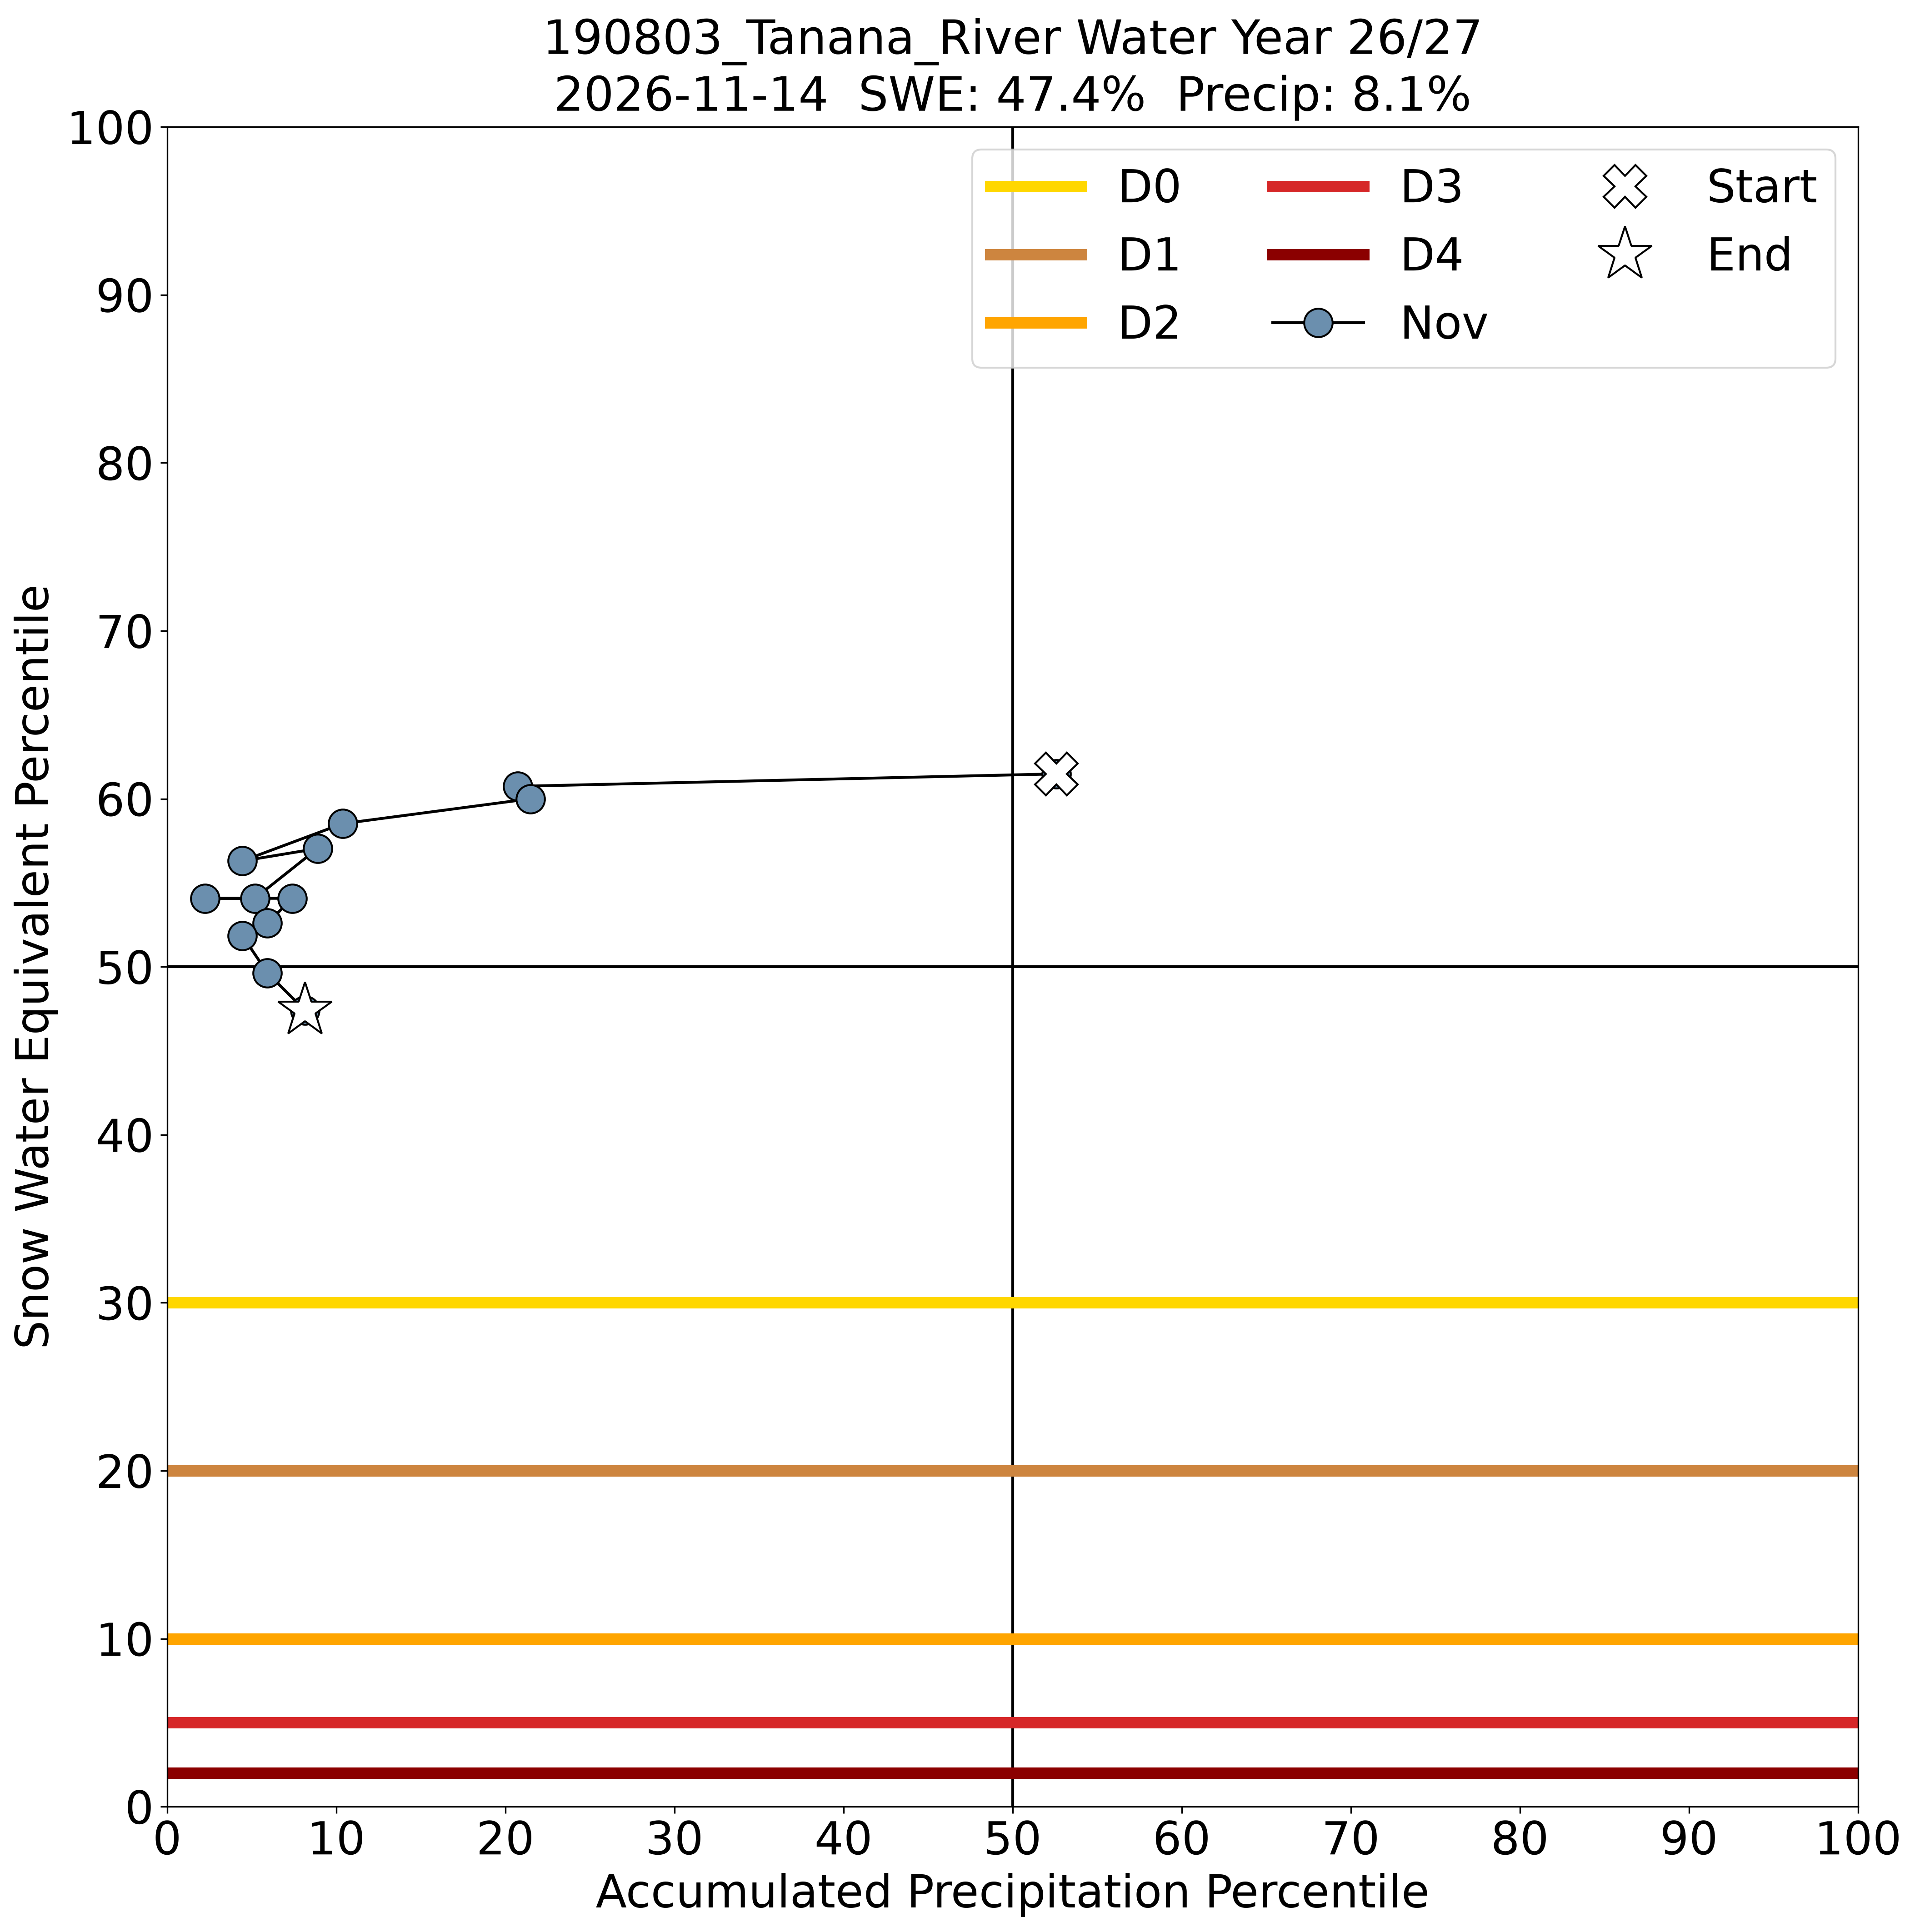 190803_Tanana_River Water Year 26/27
2026-11-14 SWE: 47.4% Precip: 8.1%
100
90
80
70
60
50
40
30
20
10
0
Snow Water Equivalent Percentile
D0
D1
D2
D3
D4
Nov
Start
End
0 10 20 30 40 50 60 70 80 90 100
Accumulated Precipitation Percentile